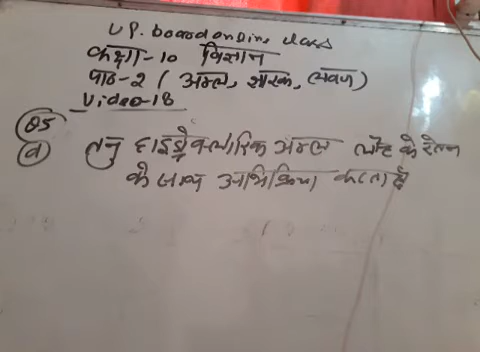 UP. board online class
कक्षा-10 विज्ञान
पाठ-2 ( अम्ल, क्षारक, लवण)
Video-18
Q5
(d) तनु हाइड्रोक्लोरिक अम्ल लौह के रेतन
के साथ अभिक्रिया करता है